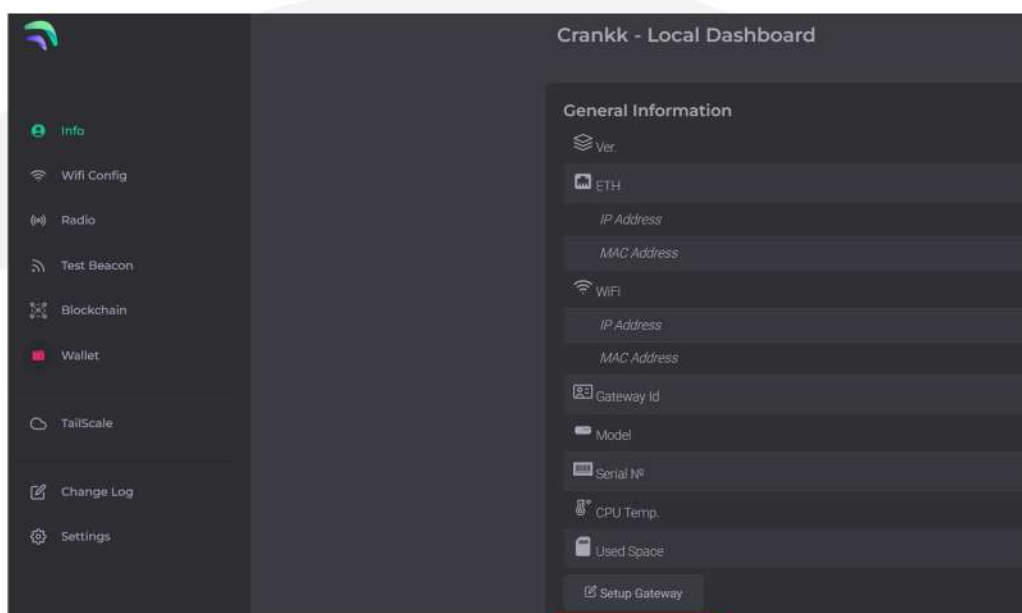 Crankk - Local Dashboard
Info
Wifi Config
Radio
Test Beacon
Blockchain
Wallet
TailScale
Change Log
Settings
General Information
Ver.
ETH
IP Address
MAC Address
WiFi
IP Address
MAC Address
Gateway Id
Model
Serial Nº
CPU Temp.
Used Space
Setup Gateway